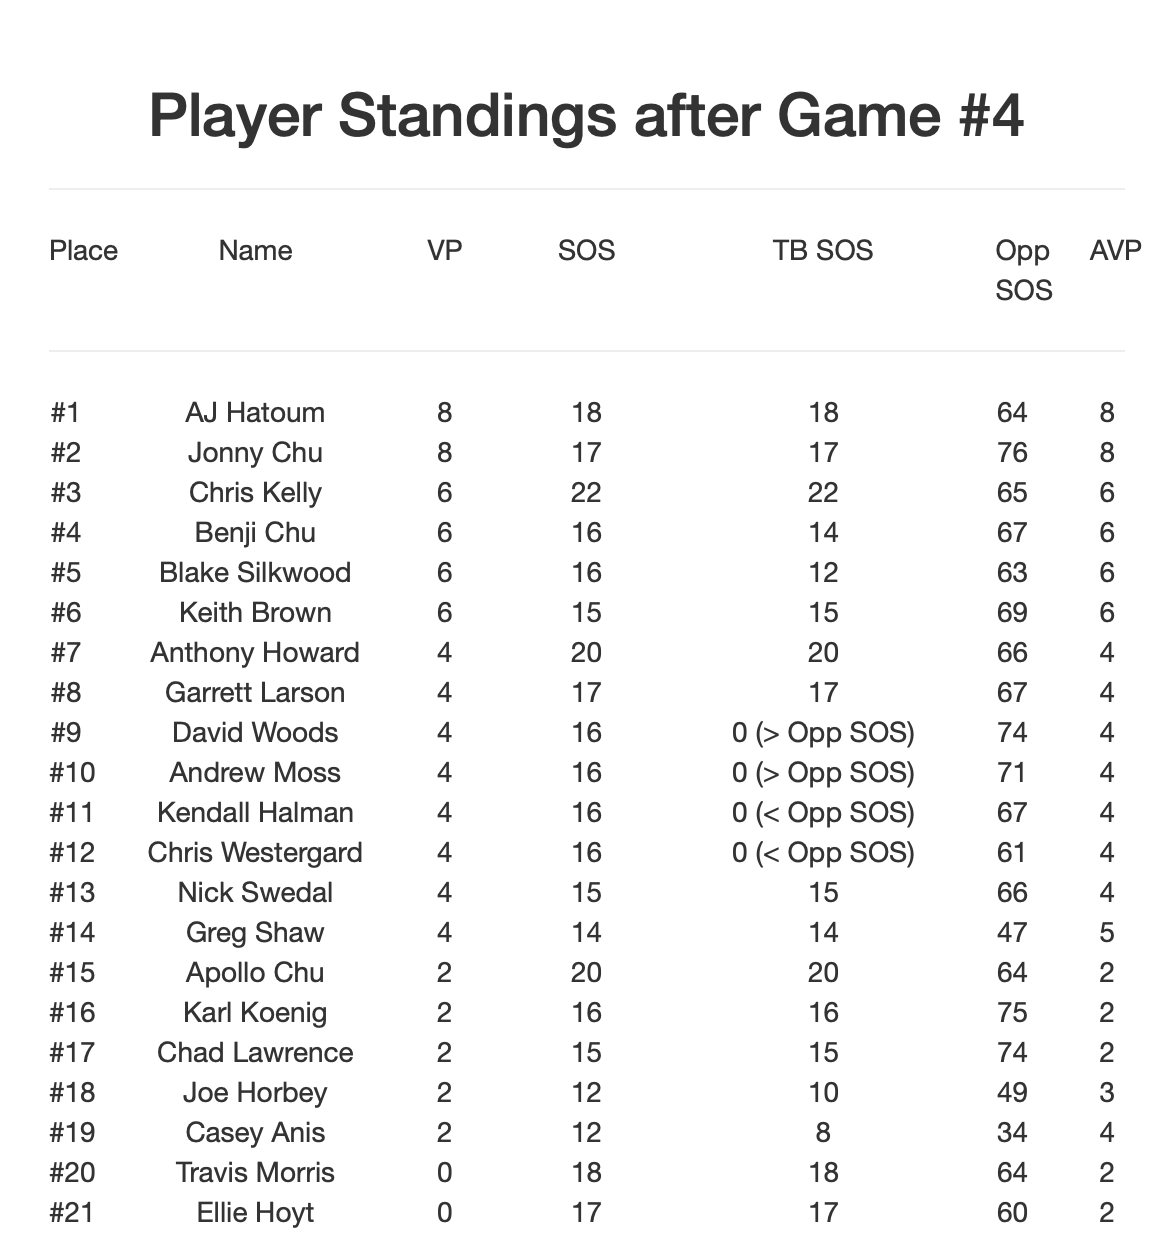 Player Standings after Game #4
Place Name VP SOS TB SOS Opp SOS AVP
#1 AJ Hatoum 8 18 18 64 8
#2 Jonny Chu 8 17 17 76 8
#3 Chris Kelly 6 22 22 65 6
#4 Benji Chu 6 16 14 67 6
#5 Blake Silkwood 6 16 12 63 6
#6 Keith Brown 6 15 15 69 6
#7 Anthony Howard 4 20 20 66 4
#8 Garrett Larson 4 17 17 67 4
#9 David Woods 4 16 0 (> Opp SOS) 74 4
#10 Andrew Moss 4 16 0 (> Opp SOS) 71 4
#11 Kendall Halman 4 16 0 (< Opp SOS) 67 4
#12 Chris Westergard 4 16 0 (< Opp SOS) 61 4
#13 Nick Swedal 4 15 15 66 4
#14 Greg Shaw 4 14 14 47 5
#15 Apollo Chu 2 20 20 64 2
#16 Karl Koenig 2 16 16 75 2
#17 Chad Lawrence 2 15 15 74 2
#18 Joe Horbey 2 12 10 49 3
#19 Casey Anis 2 12 8 34 4
#20 Travis Morris 0 18 18 64 2
#21 Ellie Hoyt 0 17 17 60 2